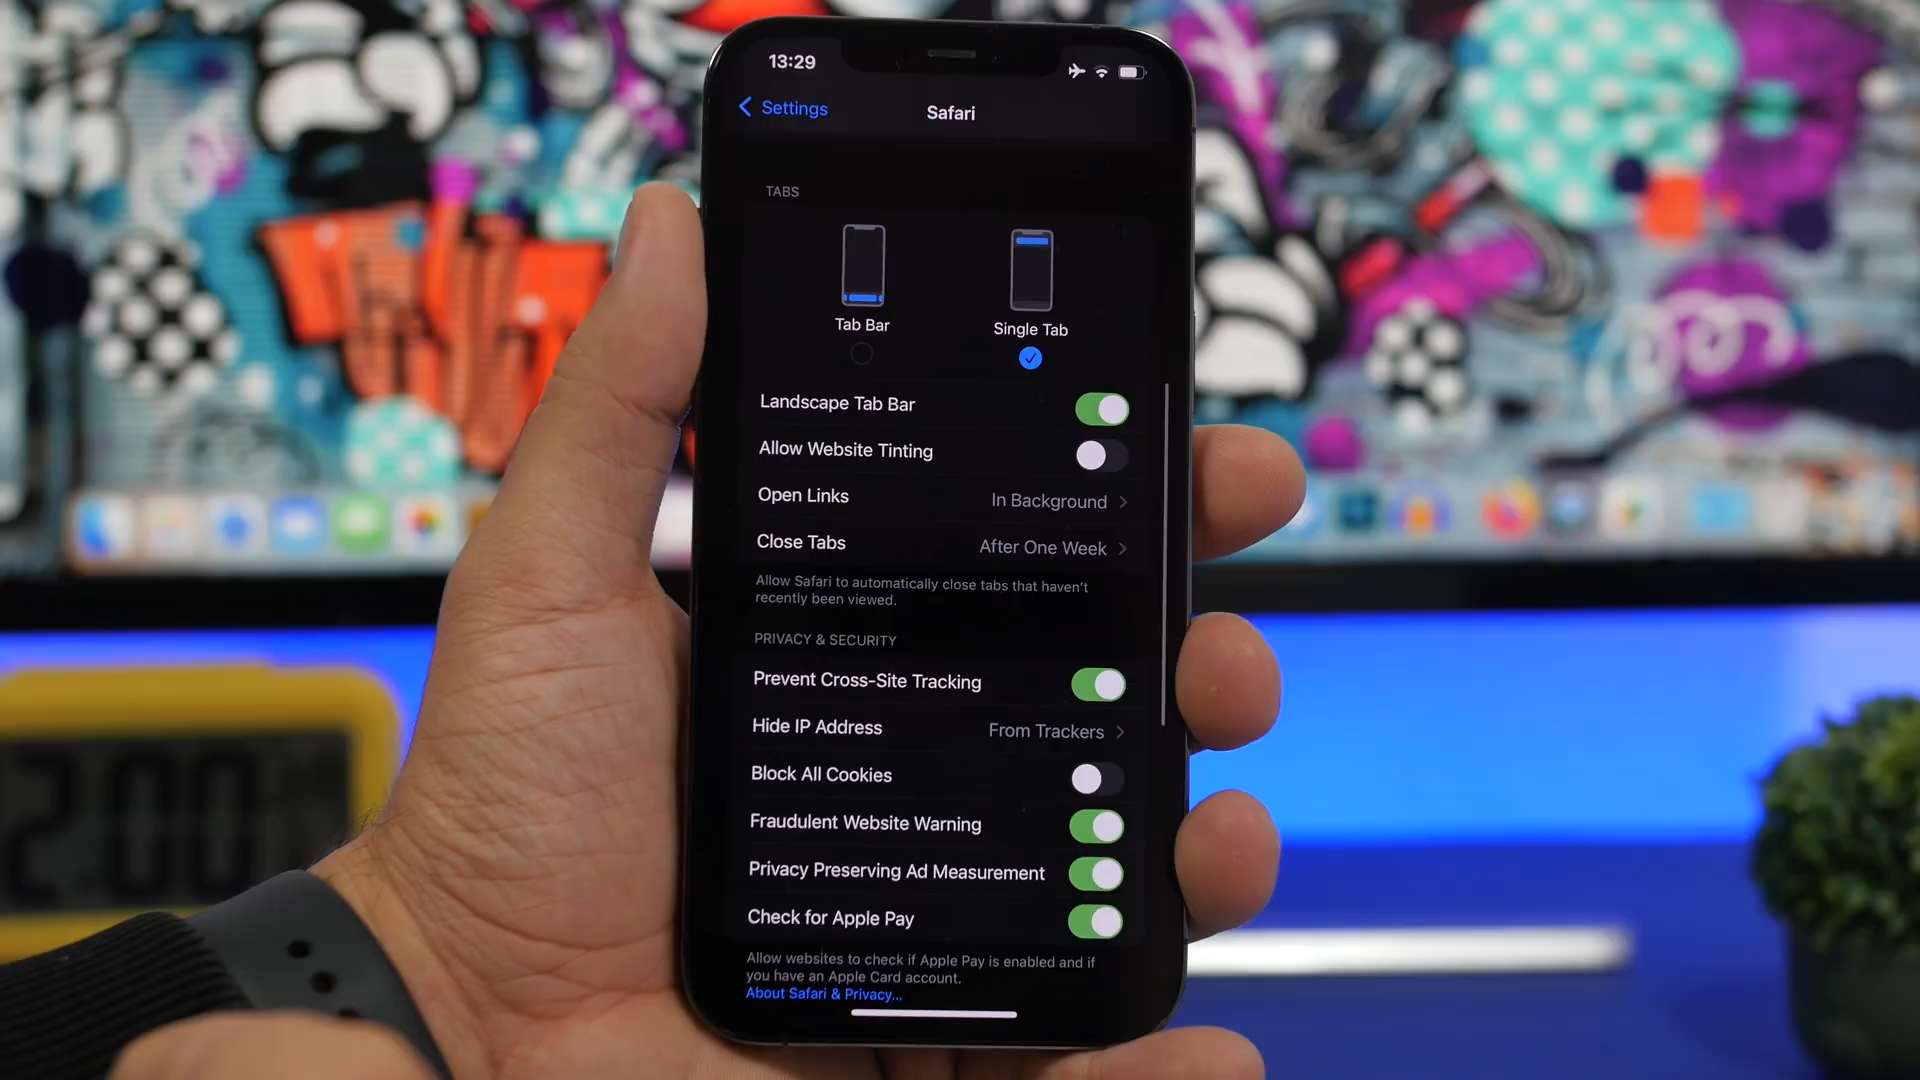 13:29
Settings
Safari
TABS
Tab Bar
Single Tab
Landscape Tab Bar
Allow Website Tinting
Open Links
In Background
Close Tabs
After One Week
Allow Safari to automatically close tabs that haven't
recently been viewed.
PRIVACY & SECURITY
Prevent Cross-Site Tracking
Hide IP Address
From Trackers
Block All Cookies
Fraudulent Website Warning
Privacy Preserving Ad Measurement
Check for Apple Pay
Allow websites to check if Apple Pay is enabled and if
you have an Apple Card account.
About Safari & Privacy...
2:00